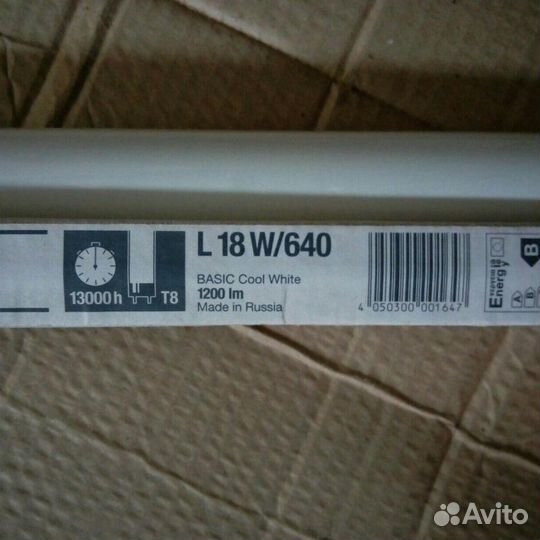 13000 h
T8
L 18 W/640
BASIC Cool White
1200 lm
Made in Russia
4 050300 001647
Energy
A
B
B
Avito